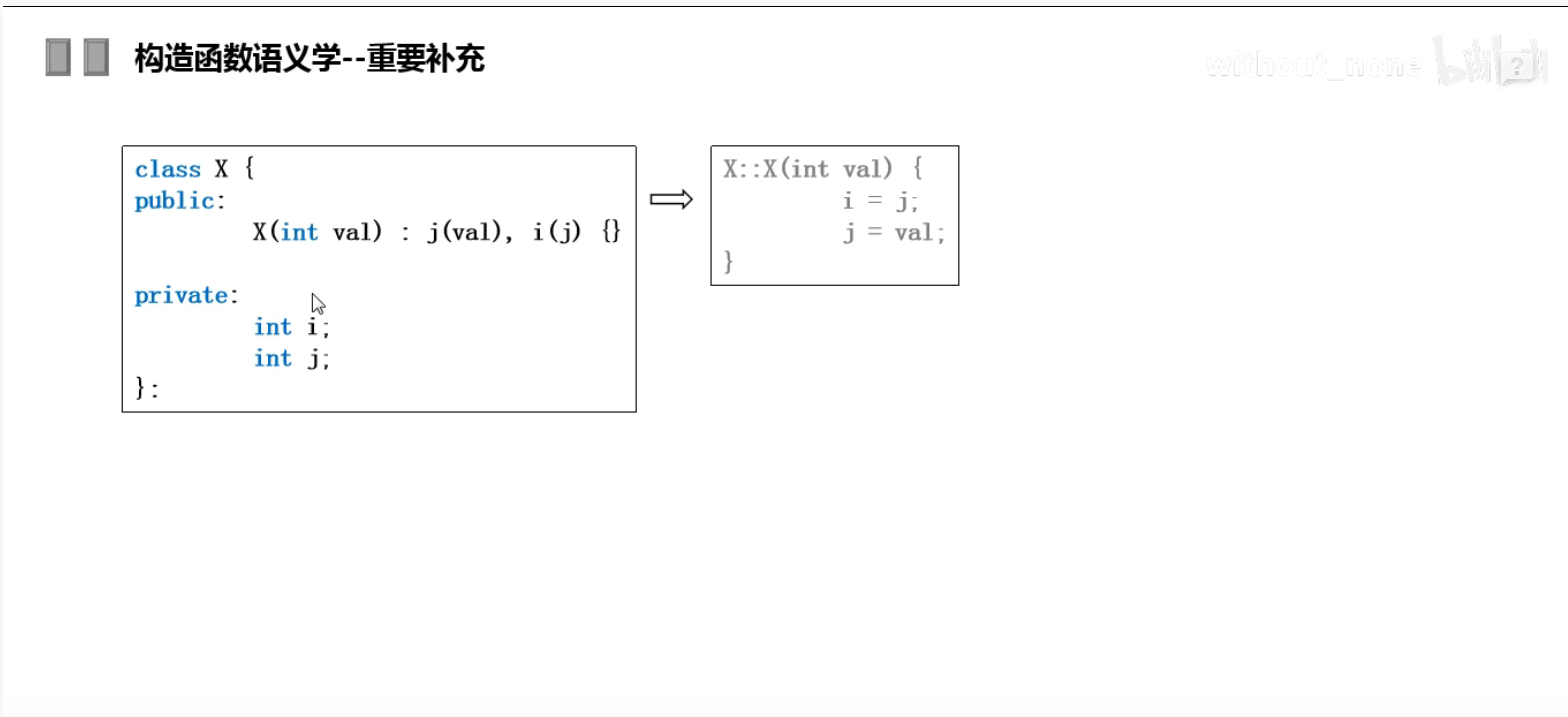 构造函数语义学--重要补充
without_none bilibili
class X {
public:
X(int val) : j(val), i(j) {}
private:
int i;
int j;
}:
X::X(int val) {
i = j;
j = val;
}